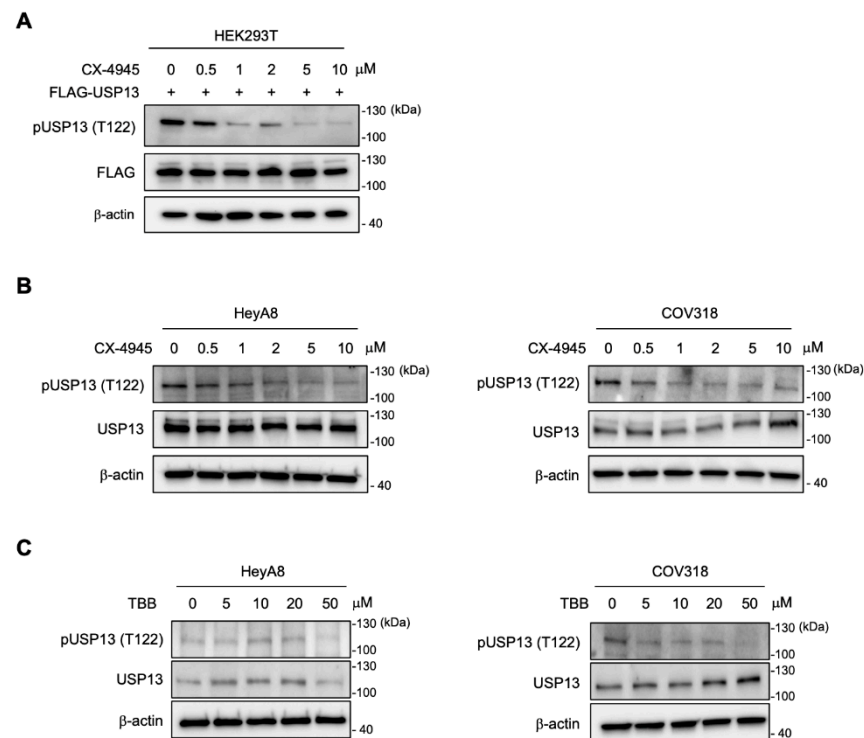 A
HEK293T
CX-4945 0 0.5 1 2 5 10 μM
FLAG-USP13 + + + + + +
pUSP13 (T122) -130 (kDa)
-100
FLAG -130
-100
β-actin - 40
B
HeyA8
CX-4945 0 0.5 1 2 5 10 μM
pUSP13 (T122) -130 (kDa)
-100
USP13 -130
-100
β-actin - 40
COV318
0 0.5 1 2 5 10 μM
pUSP13 (T122) -130 (kDa)
-100
USP13 -130
-100
β-actin - 40
C
HeyA8
TBB 0 5 10 20 50 μM
pUSP13 (T122) -130 (kDa)
-100
USP13 -130
-100
β-actin - 40
COV318
TBB 0 5 10 20 50 μM
pUSP13 (T122) -130 (kDa)
-100
USP13 -130
-100
β-actin - 40